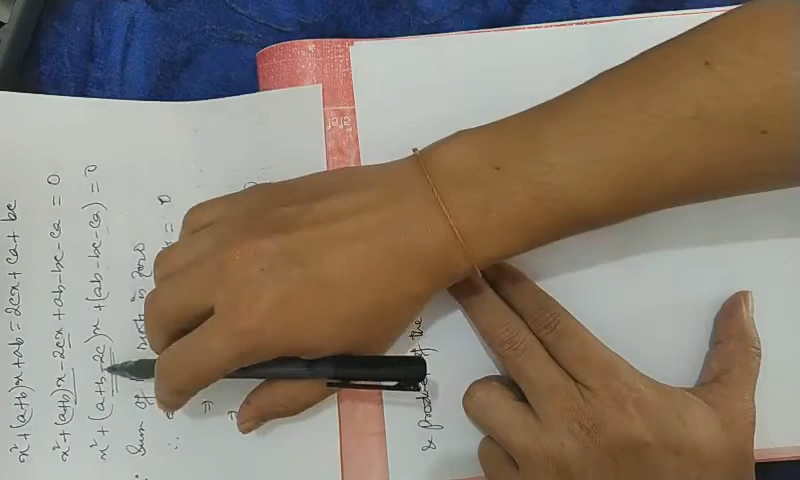 x² + (a+b)x + ab = 2cx + ca + bc
x² + (a+b)x - 2cx + ab - bc - ca = 0
x² + (a+b-2c)x + (ab - bc - ca) = 0
Sum of roots is zero
∴ = 0
⇒
⇒
& product of the